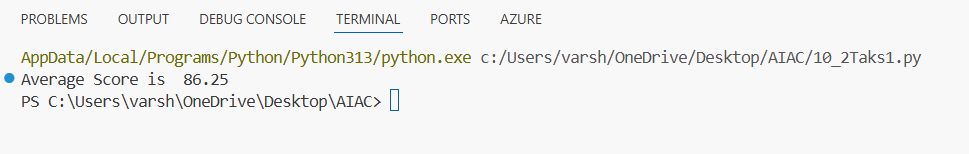 PROBLEMS OUTPUT DEBUG CONSOLE TERMINAL PORTS AZURE
AppData/Local/Programs/Python/Python313/python.exe c:/Users/varsh/OneDrive/Desktop/AIAC/10_2Taks1.py
Average Score is  86.25
PS C:\Users\varsh\OneDrive\Desktop\AIAC>